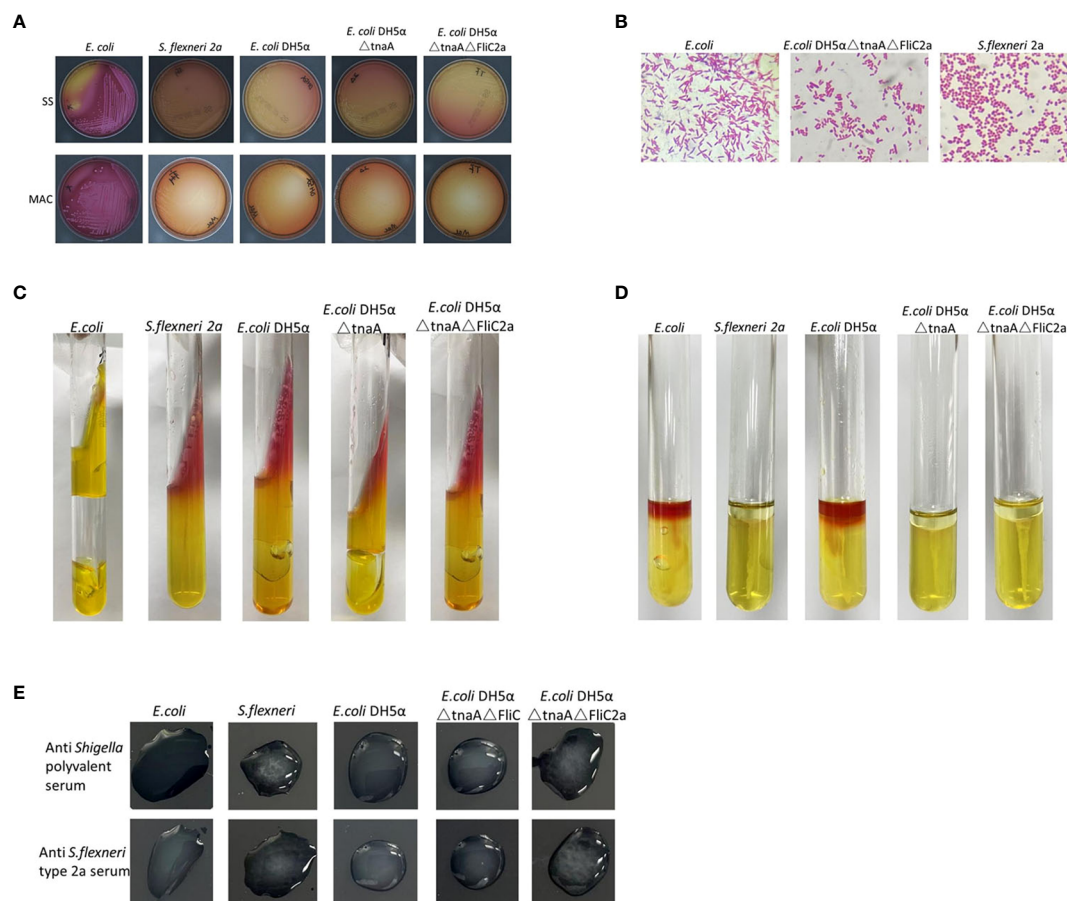 A
E. coli
S. flexneri 2a
E. coli DH5α
E. coli DH5α
△tnaA
E. coli DH5α
△tnaA△FliC2a
SS
MAC
B
E.coli
E.coli DH5α△tnaA△FliC2a
S.flexneri 2a
C
E.coli
S.flexneri 2a
E.coli DH5α
E.coli DH5α
△tnaA
E.coli DH5α
△tnaA△FliC2a
D
E.coli
S.flexneri 2a
E.coli DH5α
E.coli DH5α
△tnaA
E.coli DH5α
△tnaA△FliC2a
E
E.coli
S.flexneri
E.coli DH5α
E.coli DH5α
△tnaA△FliC
E.coli DH5α
△tnaA△FliC2a
Anti Shigella
polyvalent
serum
Anti S.flexneri
type 2a serum